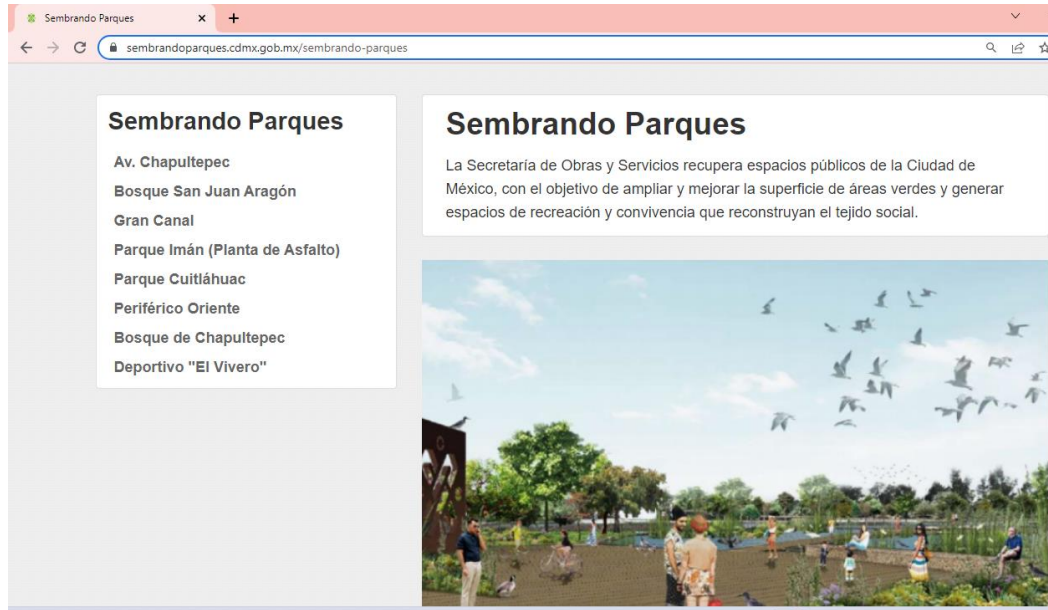 Sembrando Parques
sembrandoparques.cdmx.gob.mx/sembrando-parques
Sembrando Parques
Av. Chapultepec
Bosque San Juan Aragón
Gran Canal
Parque Imán (Planta de Asfalto)
Parque Cuitláhuac
Periférico Oriente
Bosque de Chapultepec
Deportivo "El Vivero"
Sembrando Parques
La Secretaría de Obras y Servicios recupera espacios públicos de la Ciudad de
México, con el objetivo de ampliar y mejorar la superficie de áreas verdes y generar
espacios de recreación y convivencia que reconstruyan el tejido social.